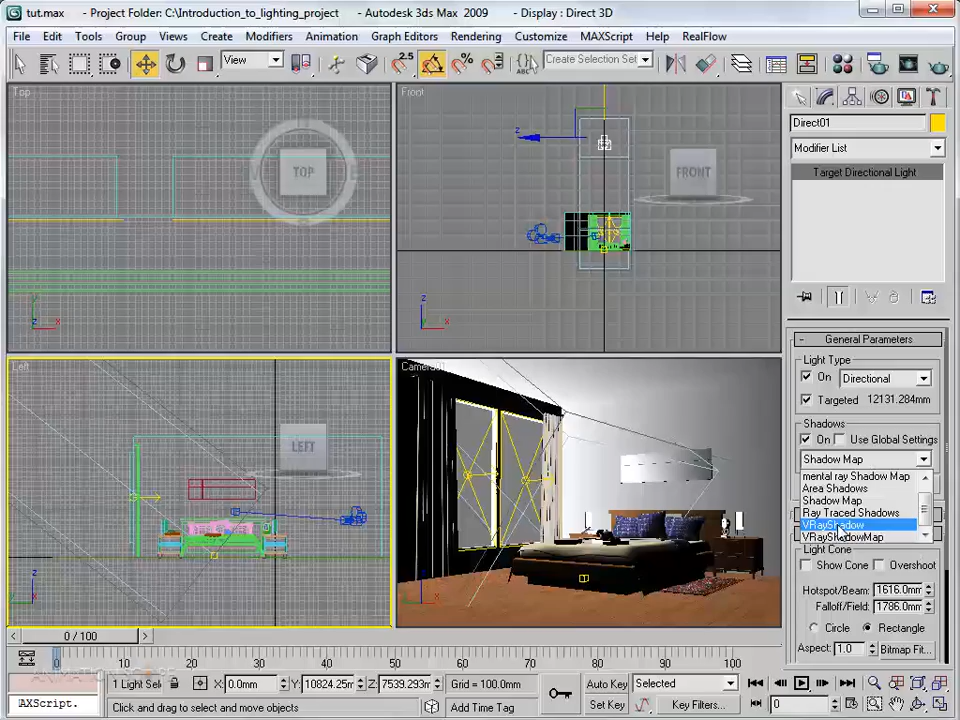 tut.max - Project Folder: C:\Introduction_to_lighting_project - Autodesk 3ds Max 2009 - Display : Direct 3D
File Edit Tools Group Views Create Modifiers Animation Graph Editors Rendering Customize MAXScript Help RealFlow
View 2.5 % ABC Create Selection Set
Top
TOP
Front
FRONT
z
z
x
y
z
x
Direct01
Modifier List
Target Directional Light
- General Parameters
Light Type
On Directional
Targeted 12131.284mm
Shadows
On Use Global Settings
Shadow Map
mental ray Shadow Map
Area Shadows
Shadow Map
Ray Traced Shadows
VRayShadow
VRayShadowMap
Light Cone
Show Cone Overshoot
Hotspot/Beam: 1616.0mm
Falloff/Field: 1786.0mm
Circle Rectangle
Aspect: 1.0 Bitmap Fit...
Left
LEFT
z
y
z
x
< 0 / 100 >
0 10 20 30 40 50 60 70 80 90 100
1 Light Sel X: 0.0mm Y: 10824.25m Z: 7539.293m Grid = 100.0mm Auto Key Selected
AXScript. Click and drag to select and move objects Add Time Tag Set Key Key Filters... 0